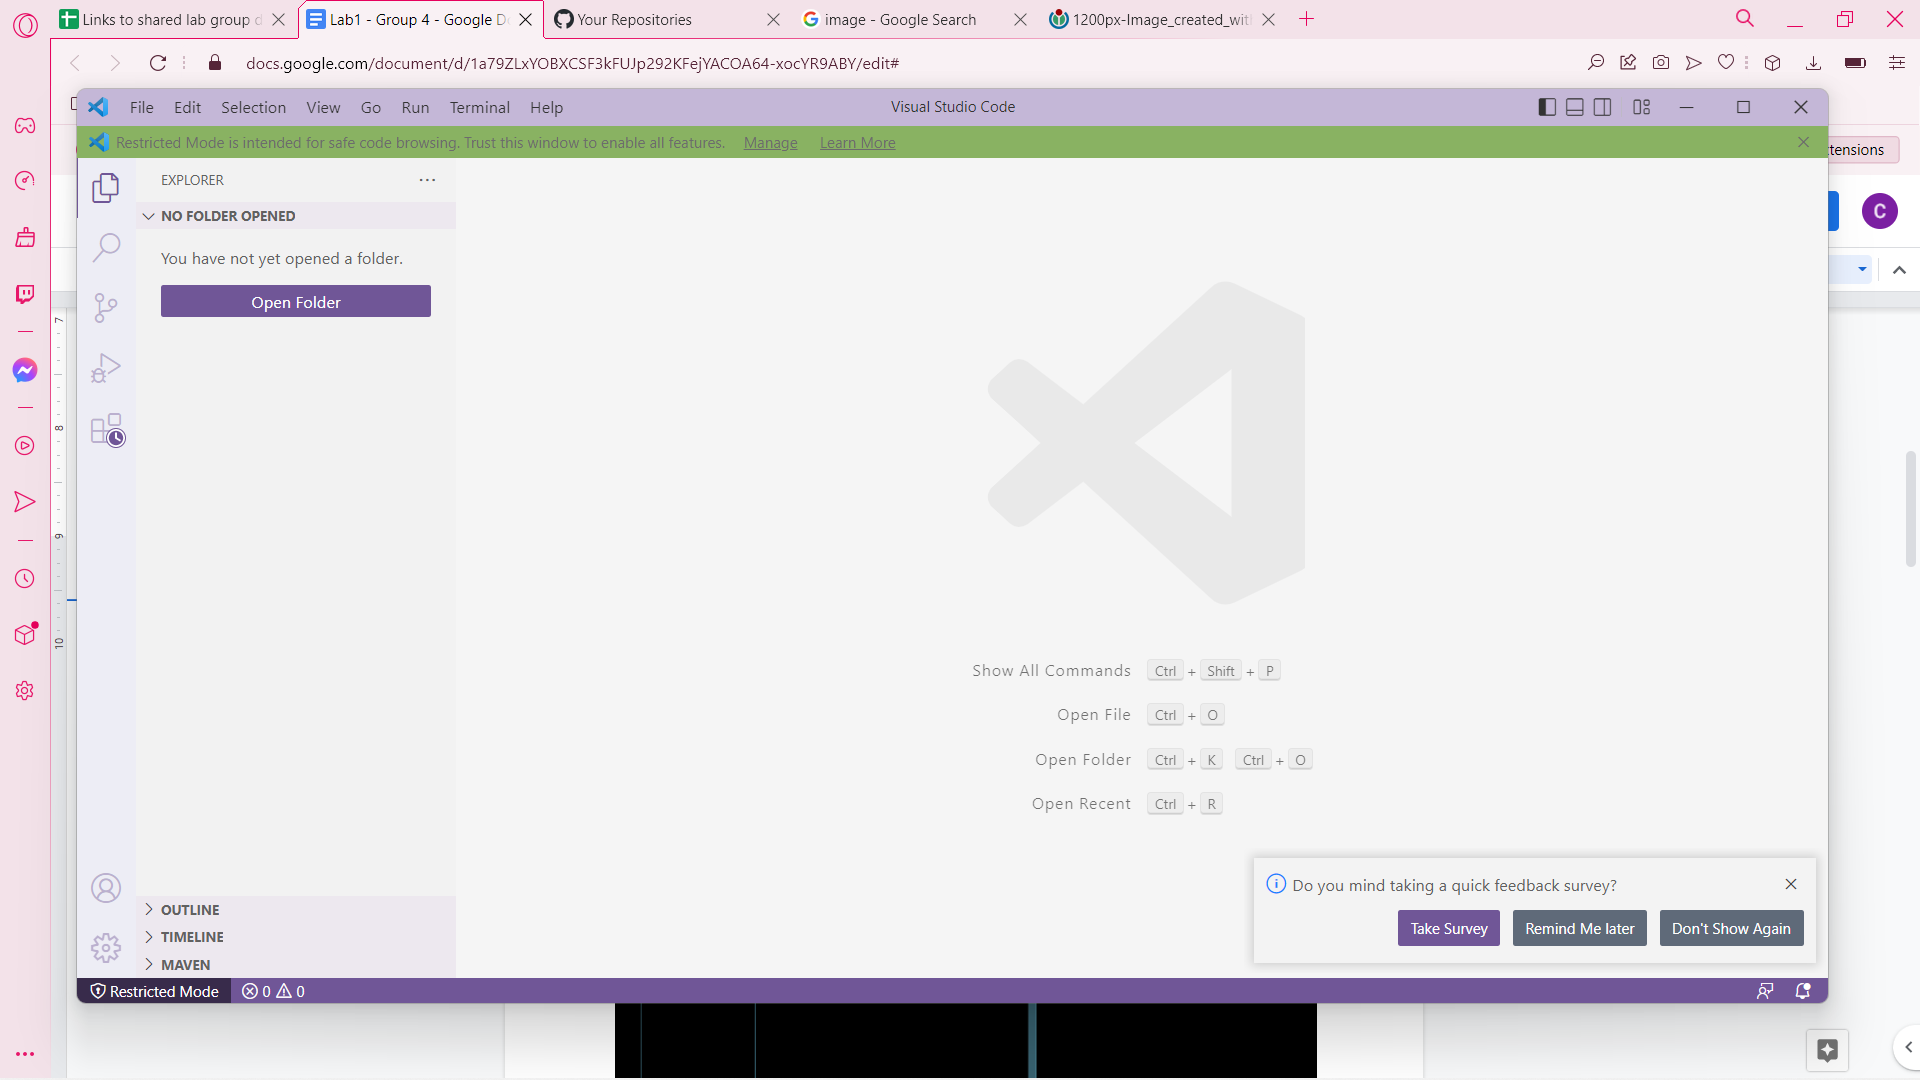 Links to shared lab group d
Lab1 - Group 4 - Google D
Your Repositories
image - Google Search
1200px-Image_created_wit
docs.google.com/document/d/1a79ZLxYOBXCSF3kFUJp292KFejYACOA64-xocYR9ABY/edit#
File Edit Selection View Go Run Terminal Help
Visual Studio Code
Restricted Mode is intended for safe code browsing. Trust this window to enable all features. Manage Learn More
tensions
EXPLORER
NO FOLDER OPENED
C
You have not yet opened a folder.
Open Folder
7
8
9
10
Show All Commands Ctrl + Shift + P
Open File Ctrl + O
Open Folder Ctrl + K Ctrl + O
Open Recent Ctrl + R
Do you mind taking a quick feedback survey?
Take Survey Remind Me later Don't Show Again
OUTLINE
TIMELINE
MAVEN
Restricted Mode 0 0